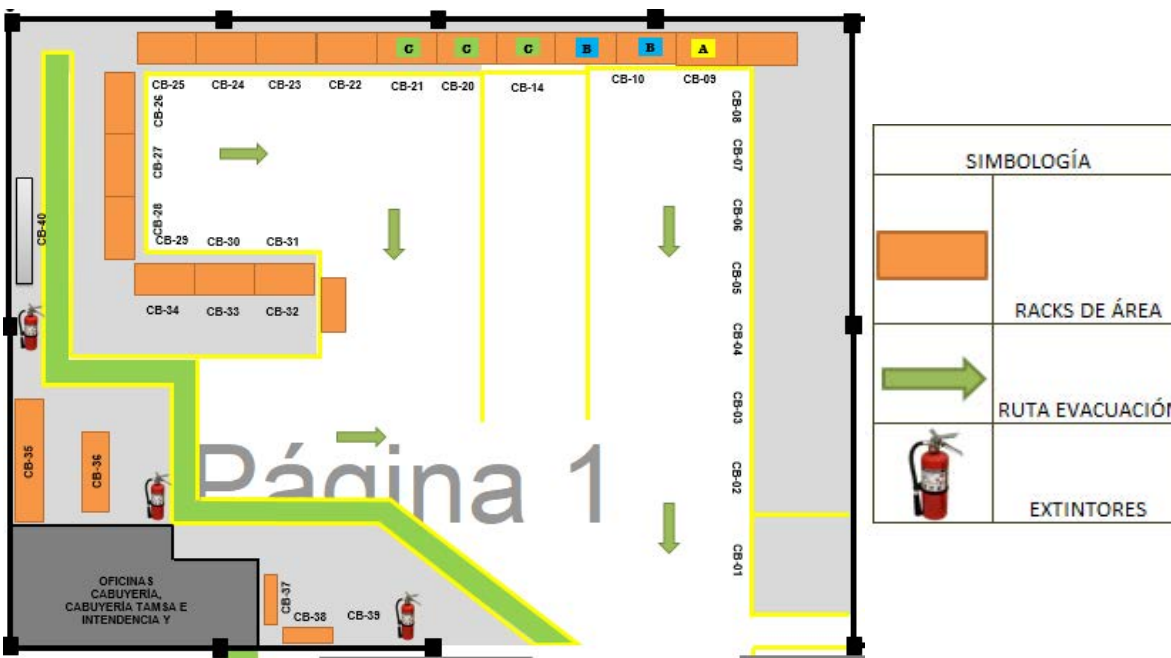 C C C B B A
CB-25 CB-24 CB-23 CB-22 CB-21 CB-20 CB-14 CB-10 CB-09
CB-26
CB-27
CB-28
CB-08
CB-07
CB-06
CB-05
CB-04
CB-03
CB-02
CB-01
CB-29 CB-30 CB-31
CB-40
CB-34 CB-33 CB-32
CB-35
CB-36
Página 1
OFICINAS
CABUYERÍA,
CABUYERÍA TAMSA E
INTENDENCIA Y
CB-37
CB-38 CB-39
SIMBOLOGÍA
RACKS DE ÁREA
RUTA EVACUACIÓN
EXTINTORES